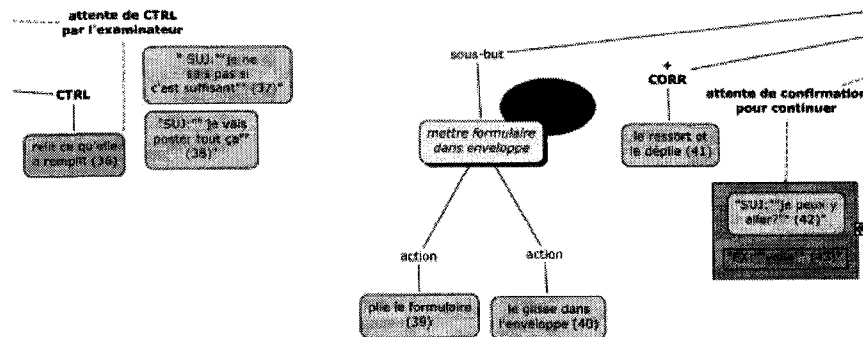 attente de CTRL
par l'examinateur
" SUJ:""je ne
sais pas si
c'est suffisant"" (37)"
CTRL
relit ce qu'elle
a remplit (36)
"SUJ:"" je vais
poster tout ça""
(38)"
sous-but
mettre formulaire
dans enveloppe
action
action
plie le formulaire
(39)
le glisse dans
l'enveloppe (40)
+
CORR
le ressort et
le déplie (41)
attente de confirmation
pour continuer
"SUJ:""je peux y
aller?"" (42)"